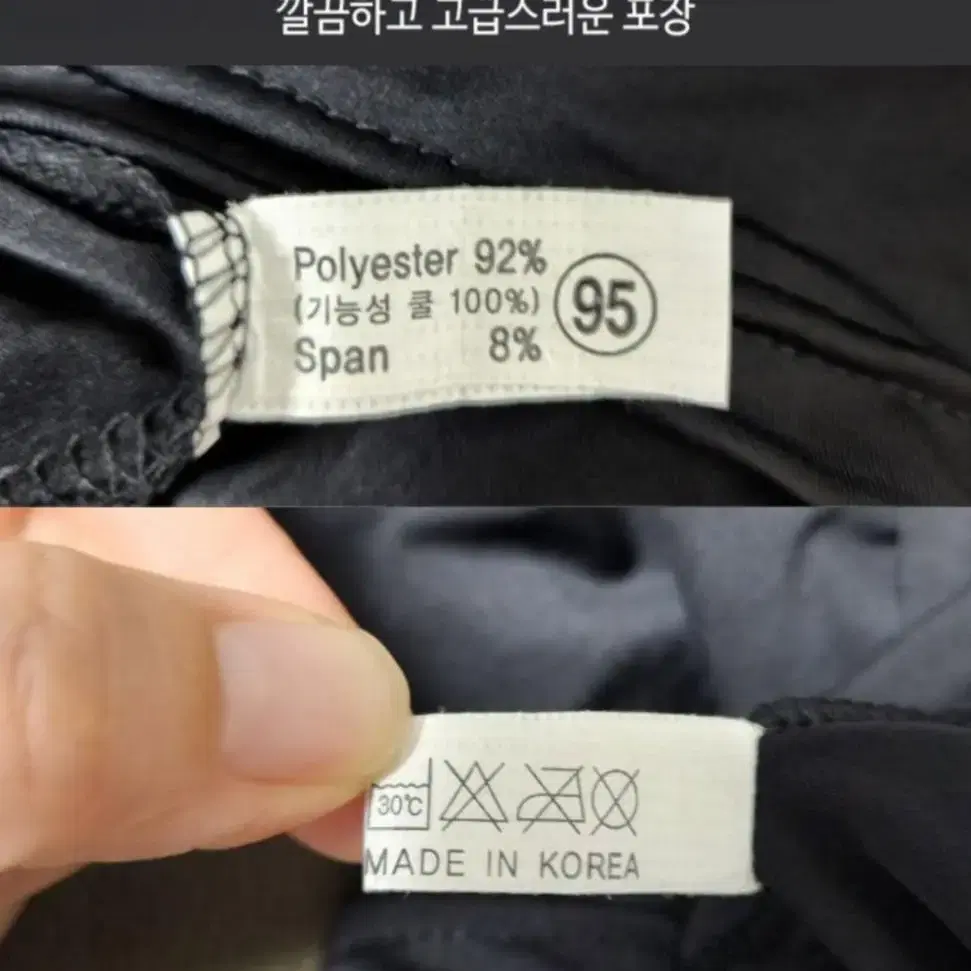 깔끔하고 고급스러운 포장
Polyester 92%
(기능성 쿨 100%)
Span 8%
95
30℃
MADE IN KOREA